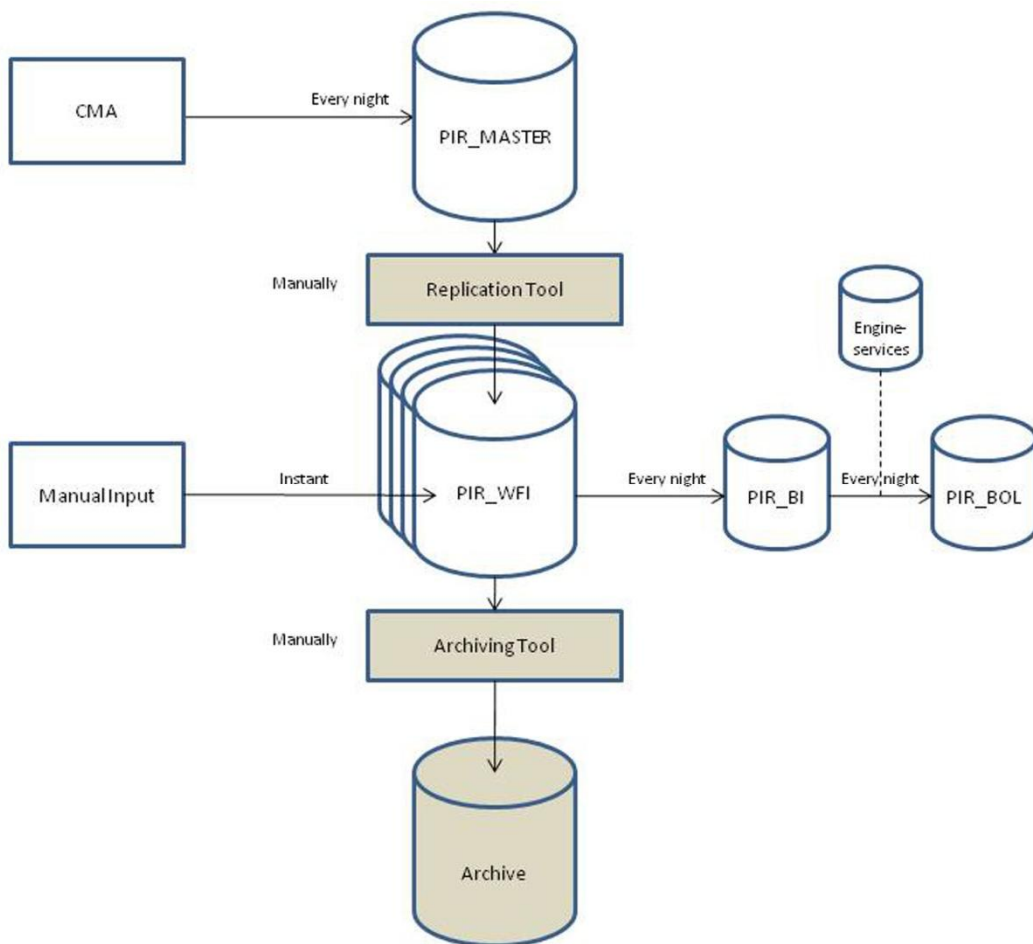 CMA
Every night
PIR_MASTER
Manually
Replication Tool
Engine-
services
Manual Input
Instant
PIR_WFI
Every night
PIR_BI
Every night
PIR_BOL
Manually
Archiving Tool
Archive